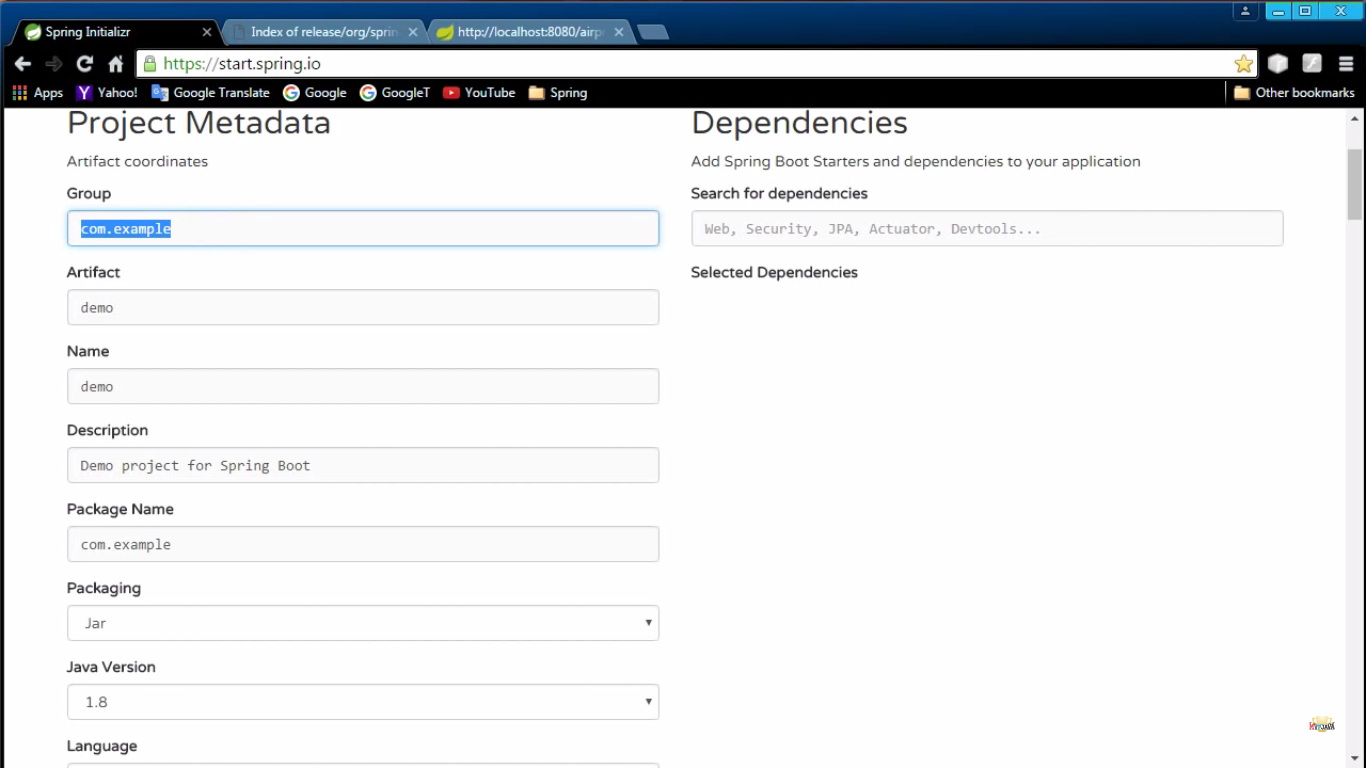 Spring Initializr
Index of release/org/sprin
http://localhost:8080/airp
https://start.spring.io
Apps
Yahoo!
Google Translate
Google
GoogleT
YouTube
Spring
Other bookmarks
Project Metadata
Artifact coordinates
Group
com.example
Artifact
demo
Name
demo
Description
Demo project for Spring Boot
Package Name
com.example
Packaging
Jar
Java Version
1.8
Language
Dependencies
Add Spring Boot Starters and dependencies to your application
Search for dependencies
Web, Security, JPA, Actuator, Devtools...
Selected Dependencies